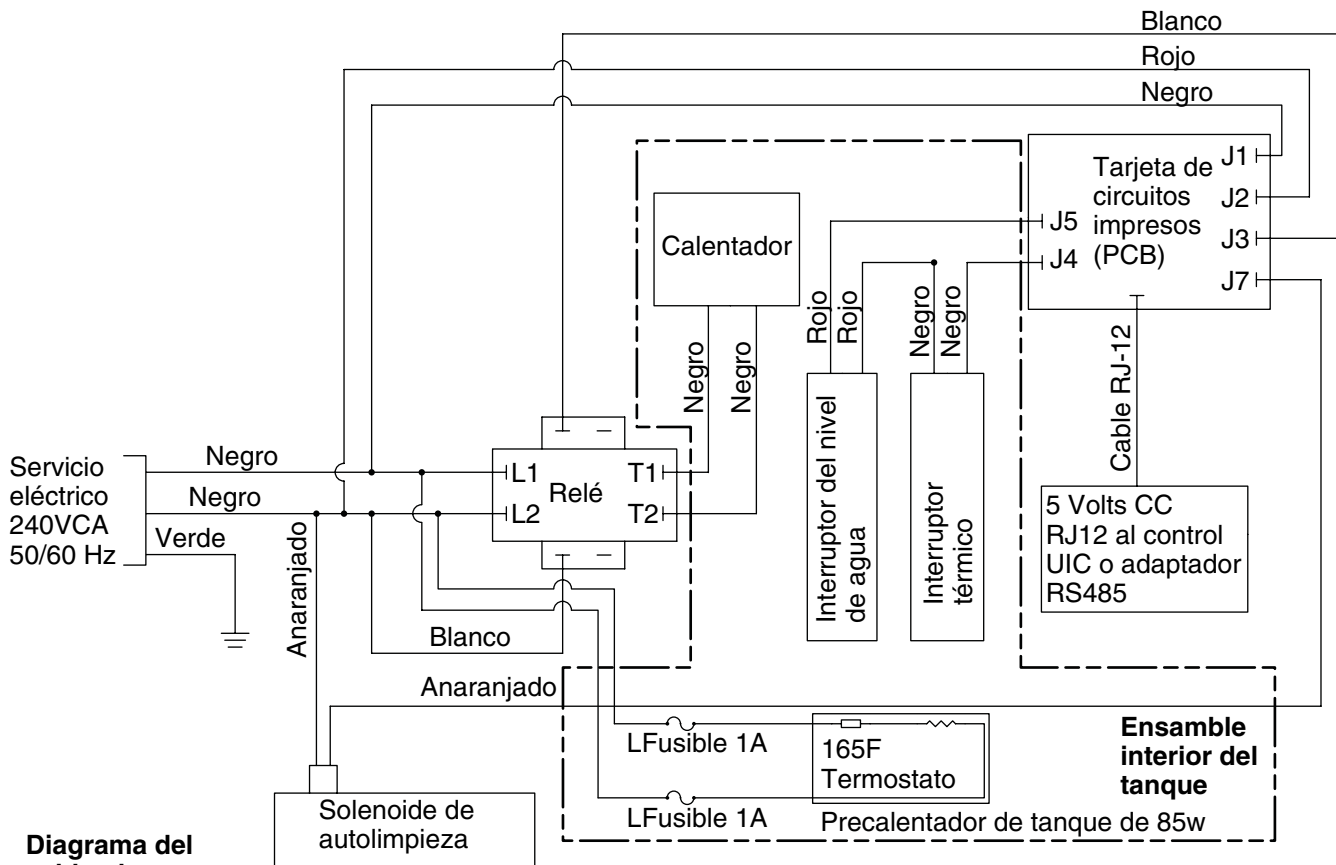 Blanco
Rojo
Negro
Tarjeta de
circuitos
impresos
(PCB)
J1
J2
J3
J7
J5
J4
Calentador
Rojo
Rojo
Negro
Negro
Negro
Negro
Cable RJ-12
Interruptor del nivel
de agua
Interruptor
térmico
5 Volts CC
RJ12 al control
UIC o adaptador
RS485
Servicio
eléctrico
240VCA
50/60 Hz
Negro
Negro
Verde
L1
L2
Relé
T1
T2
Anaranjado
Blanco
Anaranjado
LFusible 1A
LFusible 1A
165F
Termostato
Precalentador de tanque de 85w
Ensamble
interior del
tanque
Solenoide de
autolimpieza
Diagrama del